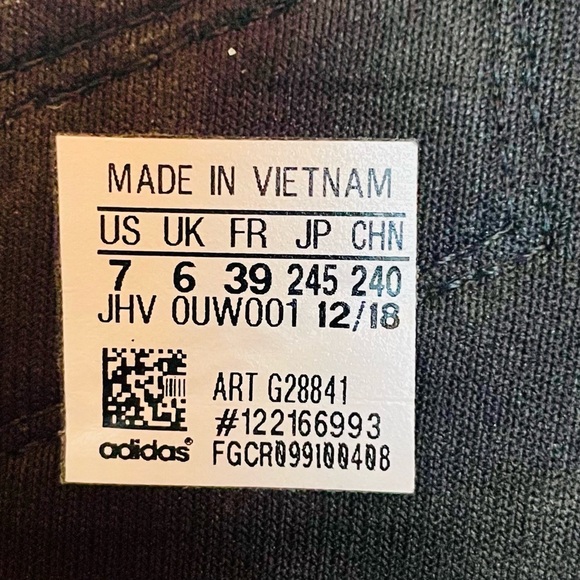 MADE IN VIETNAM
US UK FR JP CHN
7 6 39 245 240
JHV 0UW001 12/18
ART G28841
#122166993
adidas® FGCR099100408